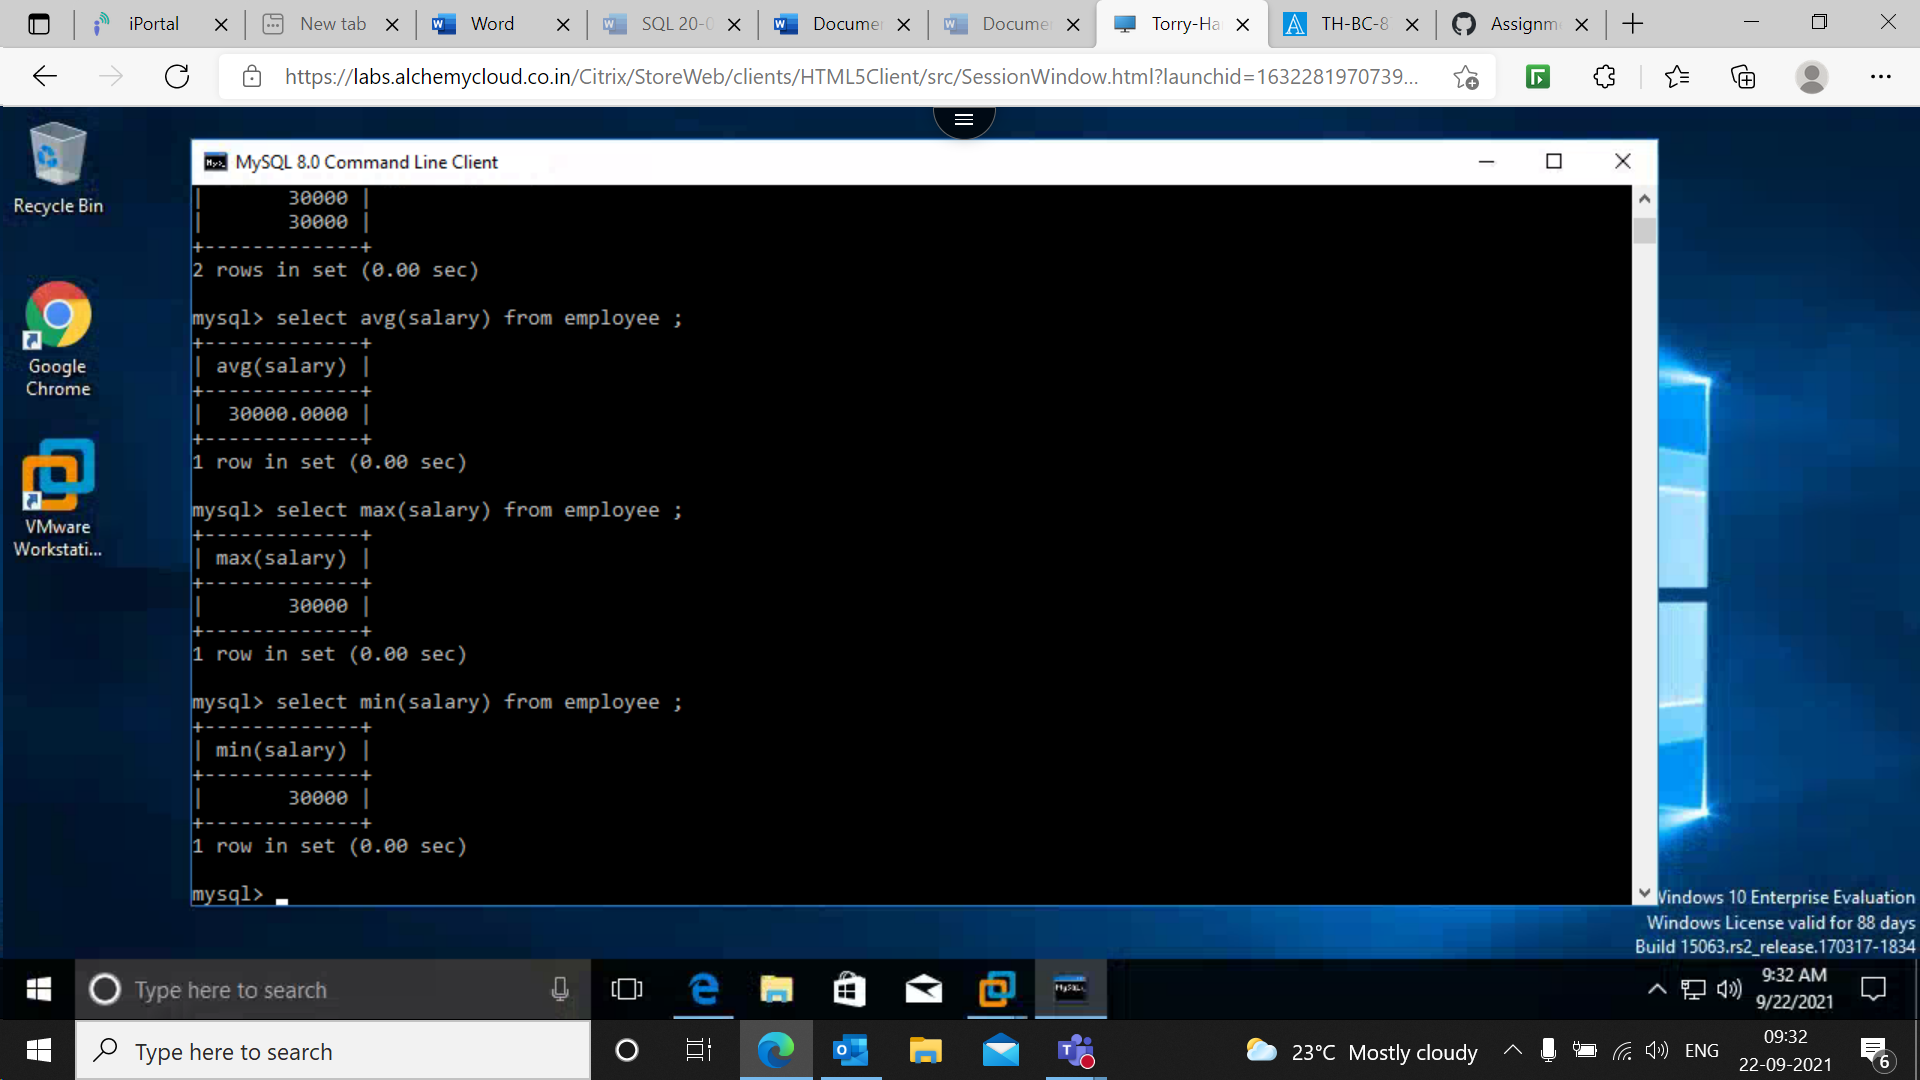 iPortal
New tab
Word
SQL 20-0
Documen
Documen
Torry-Ha
TH-BC-8
Assignme
https://labs.alchemycloud.co.in/Citrix/StoreWeb/clients/HTML5Client/src/SessionWindow.html?launchid=1632281970739...
MySQL 8.0 Command Line Client
Recycle Bin
Google
Chrome
VMware
Workstati...
|       30000 |
|       30000 |
+-------------+
2 rows in set (0.00 sec)
mysql> select avg(salary) from employee ;
+-------------+
| avg(salary) |
+-------------+
|  30000.0000 |
+-------------+
1 row in set (0.00 sec)
mysql> select max(salary) from employee ;
+-------------+
| max(salary) |
+-------------+
|       30000 |
+-------------+
1 row in set (0.00 sec)
mysql> select min(salary) from employee ;
+-------------+
| min(salary) |
+-------------+
|       30000 |
+-------------+
1 row in set (0.00 sec)
mysql>
Windows 10 Enterprise Evaluation
Windows License valid for 88 days
Build 15063.rs2_release.170317-1834
Type here to search
9:32 AM
9/22/2021
Type here to search
23°C Mostly cloudy
ENG
09:32
22-09-2021
6